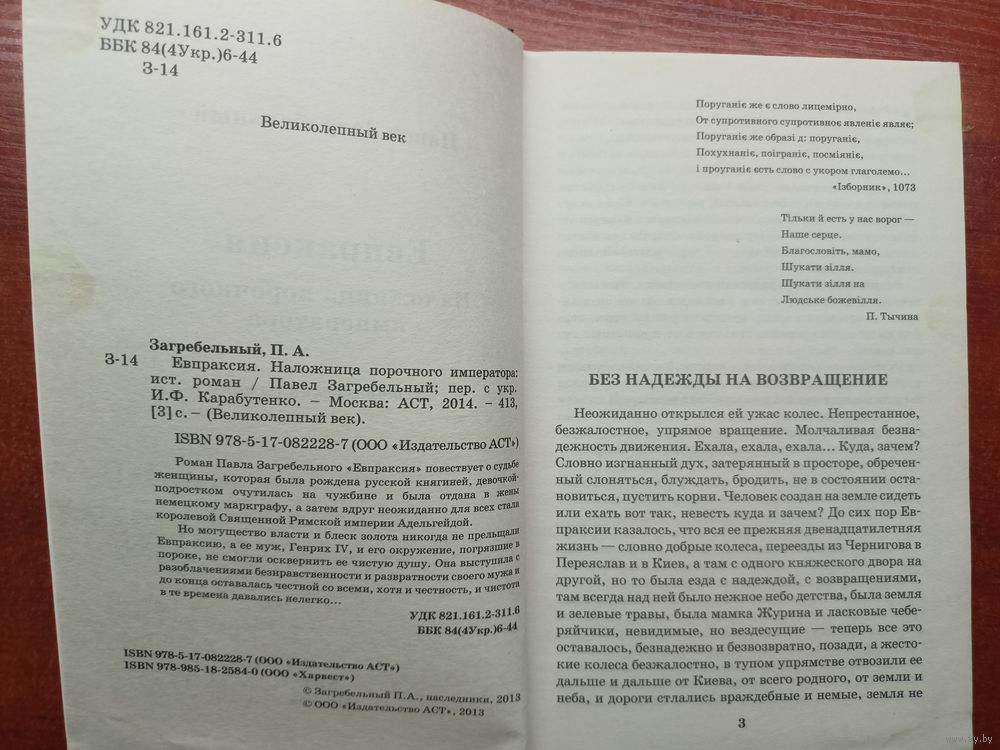 УДК 821.161.2-311.6
ББК 84(4Укр.)6-44
З-14
Великолепный век
Загребельный, П. А.
З-14 Евпраксия. Наложница порочного императора:
ист. роман / Павел Загребельный; пер. с укр.
И.Ф. Карабутенко. – Москва: АСТ, 2014. – 413,
[3] с. – (Великолепный век).
ISBN 978-5-17-082228-7 (ООО «Издательство АСТ»)
Роман Павла Загребельного «Евпраксия» повествует о судьбе
женщины, которая была рождена русской княгиней, девочкой-
подростком очутилась на чужбине и была отдана в жены
немецкому маркграфу, а затем вдруг неожиданно для всех стала
королевой Священной Римской империи Адельгейдой.
Но могущество власти и блеск золота никогда не прельщали
Евпраксию, а ее муж, Генрих IV, и его окружение, погрязшие в
пороке, не смогли осквернить ее чистую душу. Она выступила с
разоблачениями безнравственности и развратности своего мужа и
до конца оставалась честной со всеми, хотя и честность, и чистота
в те времена давались нелегко...
УДК 821.161.2-311.6
ББК 84(4Укр.)6-44
ISBN 978-5-17-082228-7 (ООО «Издательство АСТ»)
ISBN 978-985-18-2584-0 (ООО «Харвест»)
© Загребельный П.А., наследники, 2013
© ООО «Издательство АСТ», 2013
Поруганіє же є слово лицемірно,
От супротивного супротивноє явленіє являє;
Поруганіє же образі д: поруганіє,
Похухнаніє, поіграніє, посміяніє,
і проуганіє єсть слово с укором глаголемо...
«Ізборник», 1073
Тільки й есть у нас ворог —
Наше серце.
Благословіть, мамо,
Шукати зілля.
Шукати зілля на
Людське божевілля.
П. Тычина
БЕЗ НАДЕЖДЫ НА ВОЗВРАЩЕНИЕ
Неожиданно открылся ей ужас колес. Непрестанное,
безжалостное, упрямое вращение. Молчаливая безна-
дежность движения. Ехала, ехала, ехала... Куда, зачем?
Словно изгнанный дух, затерянный в просторе, обречен-
ный слоняться, блуждать, бродить, не в состоянии оста-
новиться, пустить корни. Человек создан на земле сидеть
или ехать вот так, невесть куда и зачем? До сих пор Ев-
праксии казалось, что вся ее прежняя двенадцатилетняя
жизнь — словно добрые колеса, переезды из Чернигова в
Переяслав и в Киев, а там с одного княжеского двора на
другой, но то была езда с надеждой, с возвращениями,
там всегда над ней было нежное небо детства, была земля
и зелевые травы, была мамка Журина и ласковые чебе-
ряйчики, невидимые, но вездесущие — теперь все это
оставалось, безнадежно и безвозвратно, позади, а жесто-
кие колеса безжалостно, в тупом упрямстве отвозили ее
дальше и дальше от Киева, от всего родного, от земли и
неба, и дороги стлались враждебные и немые, земля не
3
ay.by